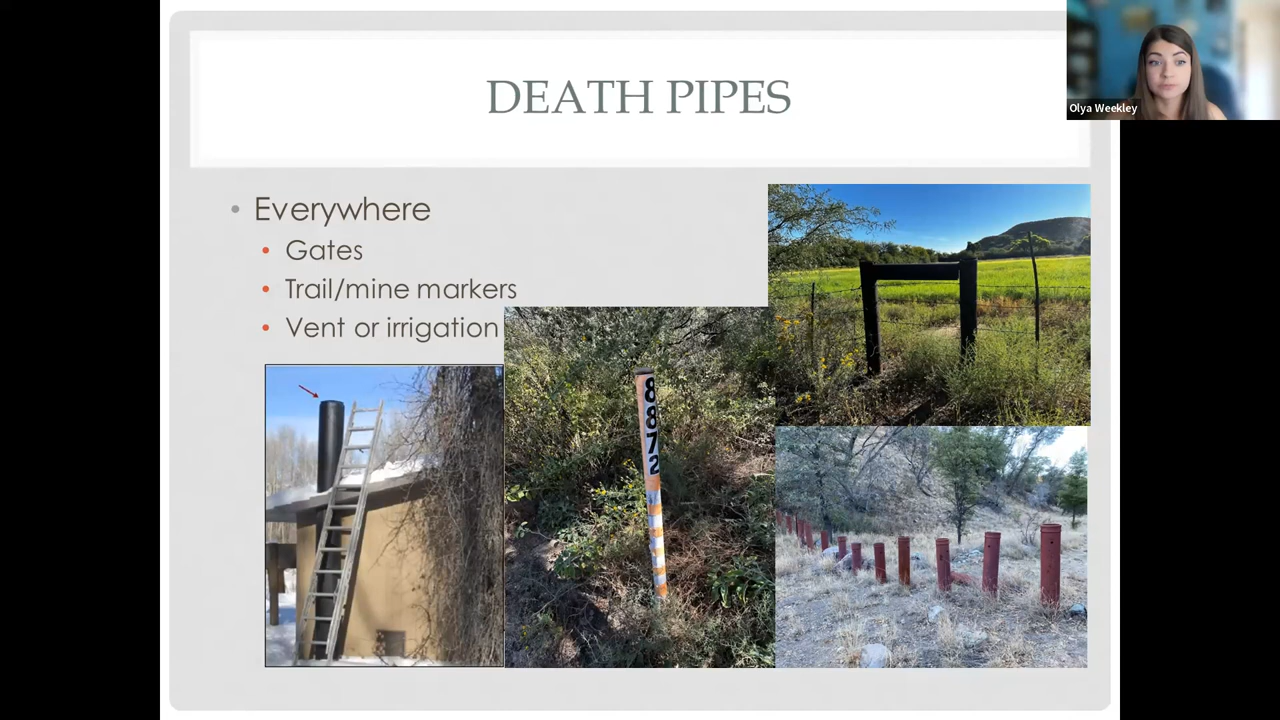 DEATH PIPES
Olya Weekley
Everywhere
Gates
Trail/mine markers
Vent or irrigation
8872